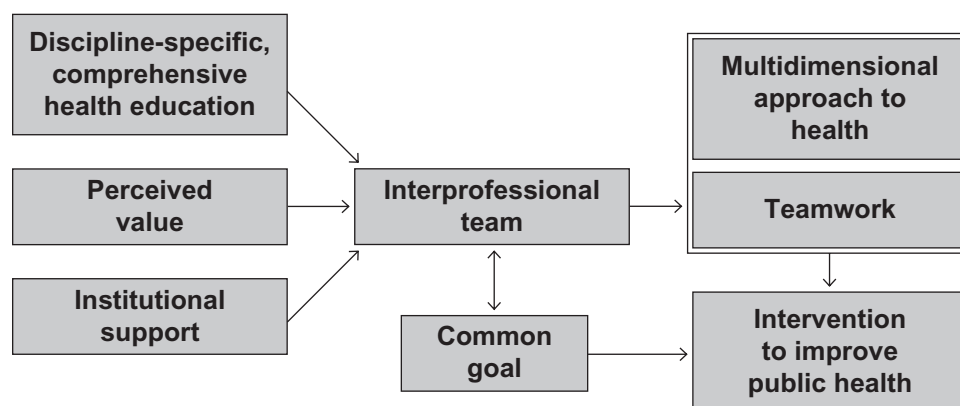 Discipline-specific,
comprehensive
health education
Perceived
value
Institutional
support
Interprofessional
team
Common
goal
Multidimensional
approach to
health
Teamwork
Intervention
to improve
public health